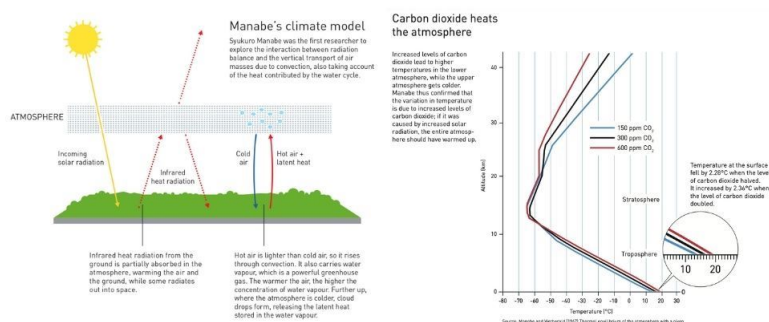 Manabe's climate model
Syukuro Manabe was the first researcher to
explore the interaction between radiation
balance and the vertical transport of air
masses due to convection, also taking account
of the heat contributed by the water cycle.
ATMOSPHERE
Incoming
solar radiation
Infrared
heat radiation
Cold
air
Hot air +
latent heat
Infrared heat radiation from the
ground is partially absorbed in the
atmosphere, warming the air and
the ground, while some radiates
out into space.
Hot air is lighter than cold air, so it rises
through convection. It also carries water
vapour, which is a powerful greenhouse
gas. The warmer the air, the higher the
concentration of water vapour. Further up,
where the atmosphere is colder, cloud
drops form, releasing the latent heat
stored in the water vapour.
Carbon dioxide heats
the atmosphere
Increased levels of carbon
dioxide lead to higher
temperatures in the lower
atmosphere, while the upper
atmosphere gets colder.
Manabe thus confirmed that
the variation in temperature
is due to increased levels of
carbon dioxide; if it was
caused by increased solar
radiation, the entire atmosp-
here should have warmed up.
40
30
20
10
0
Altitude (km)
150 ppm CO₂
300 ppm CO₂
600 ppm CO₂
Temperature at the surface
fell by 2.28°C when the level
of carbon dioxide halved.
It increased by 2.36°C when
the level of carbon dioxide
doubled.
Stratosphere
Troposphere
10 20
-80 -70 -60 -50 -40 -30 -20 -10 0 10 20 30
Temperature (°C)